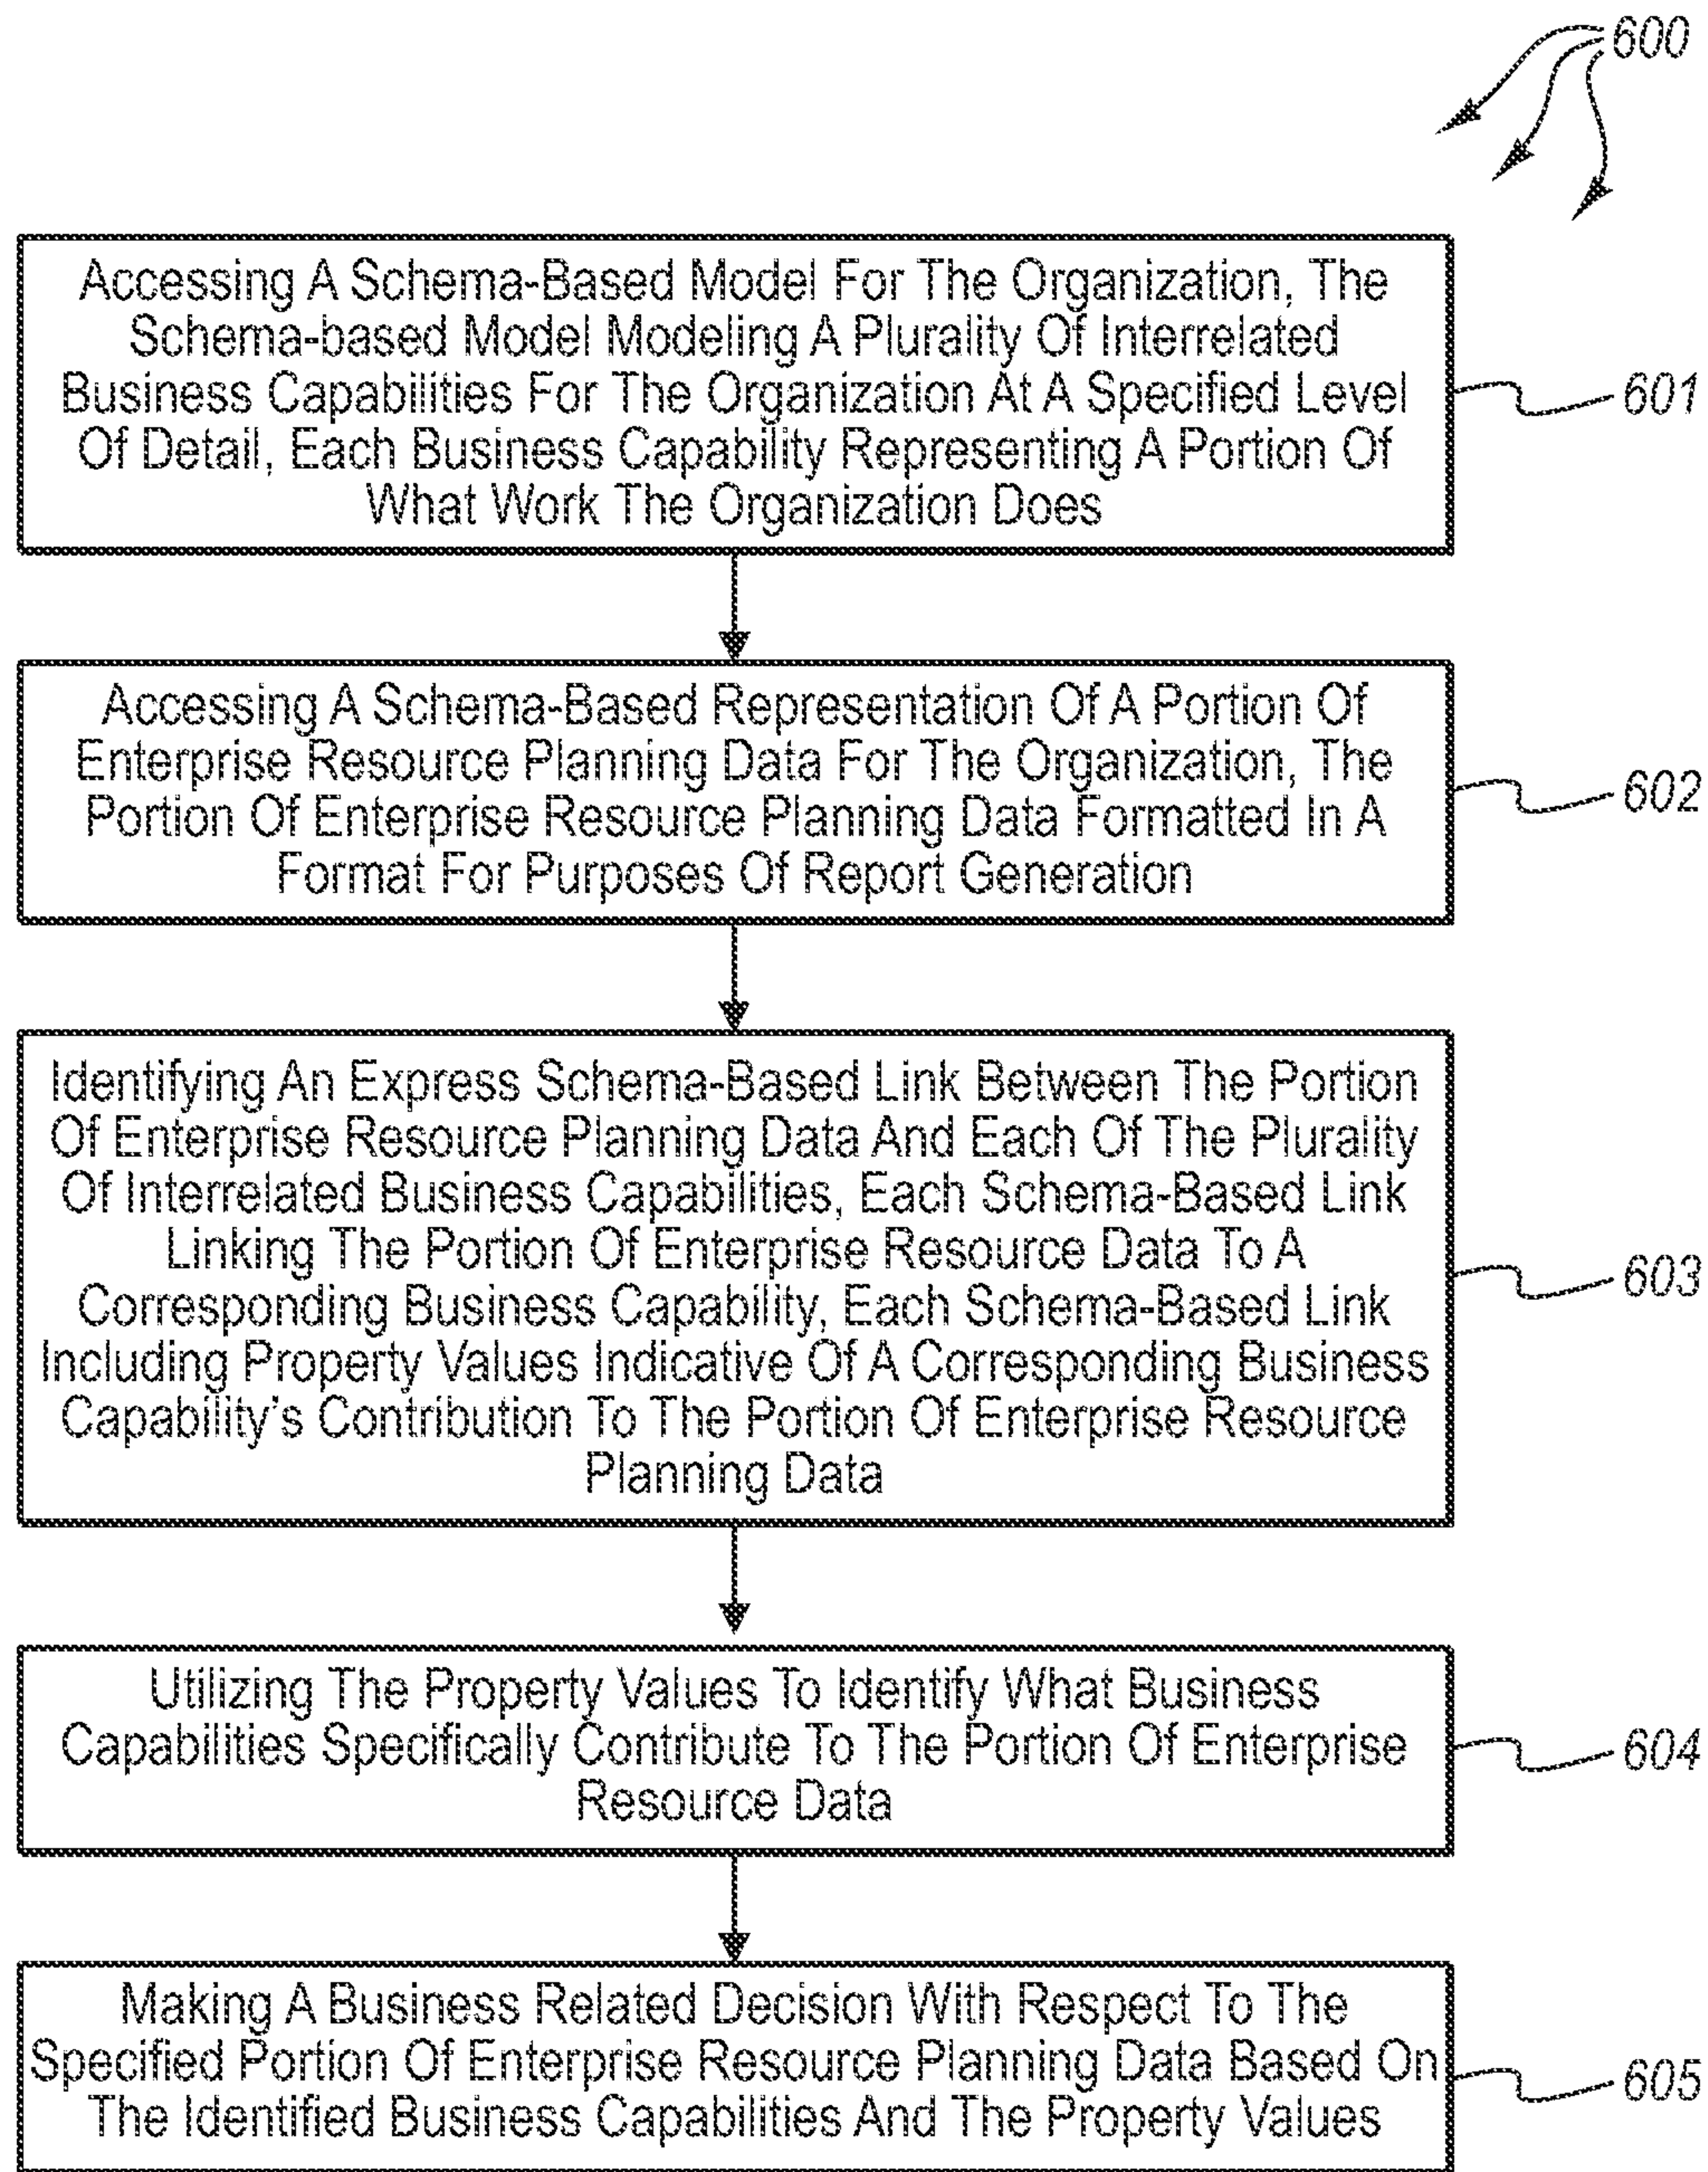 600
Accessing A Schema-Based Model For The Organization, The
Schema-based Model Modeling A Plurality Of Interrelated
Business Capabilities For The Organization At A Specified Level
Of Detail, Each Business Capability Representing A Portion Of
What Work The Organization Does
601
Accessing A Schema-Based Representation Of A Portion Of
Enterprise Resource Planning Data For The Organization, The
Portion Of Enterprise Resource Planning Data Formatted In A
Format For Purposes Of Report Generation
602
Identifying An Express Schema-Based Link Between The Portion
Of Enterprise Resource Planning Data And Each Of The Plurality
Of Interrelated Business Capabilities, Each Schema-Based Link
Linking The Portion Of Enterprise Resource Data To A
Corresponding Business Capability, Each Schema-Based Link
Including Property Values Indicative Of A Corresponding Business
Capability's Contribution To The Portion Of Enterprise Resource
Planning Data
603
Utilizing The Property Values To Identify What Business
Capabilities Specifically Contribute To The Portion Of Enterprise
Resource Data
604
Making A Business Related Decision With Respect To The
Specified Portion Of Enterprise Resource Planning Data Based On
The Identified Business Capabilities And The Property Values
605